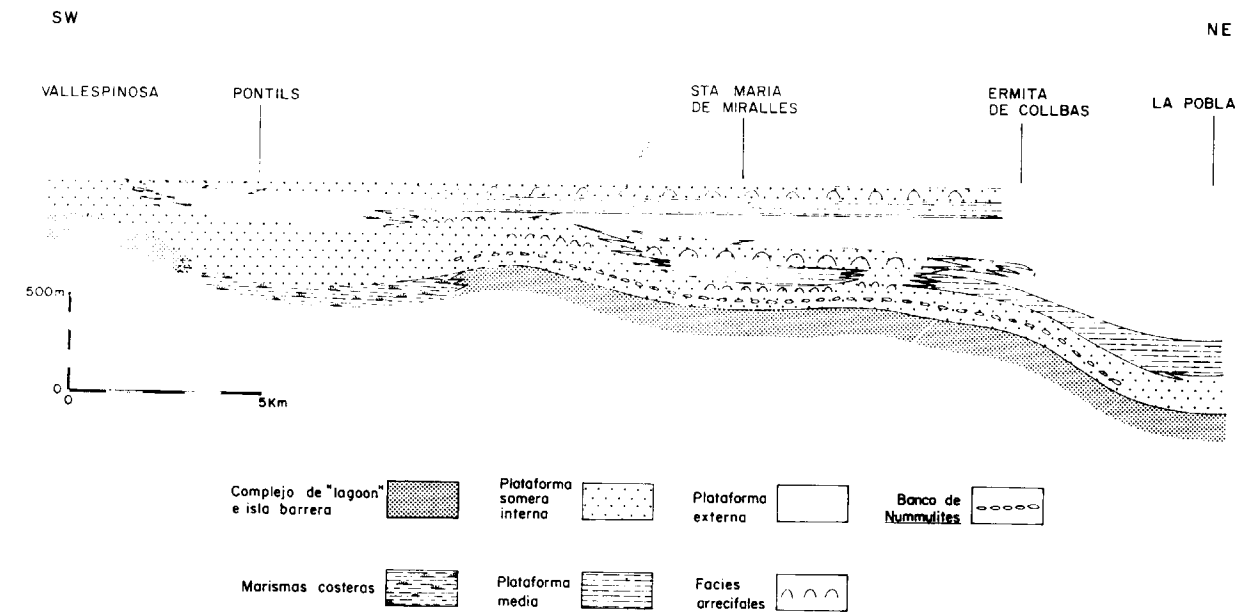 SW
NE
VALLESPINOSA
PONTILS
STA MARIA
DE MIRALLES
ERMITA
DE COLLBAS
LA POBLA
500m
0
0
5Km
Complejo de "lagoon"
e isla barrera
Plataforma
somera
interna
Plataforma
externa
Banco de
Nummulites
Marismas costeras
Plataforma
media
Facies
arrecifales